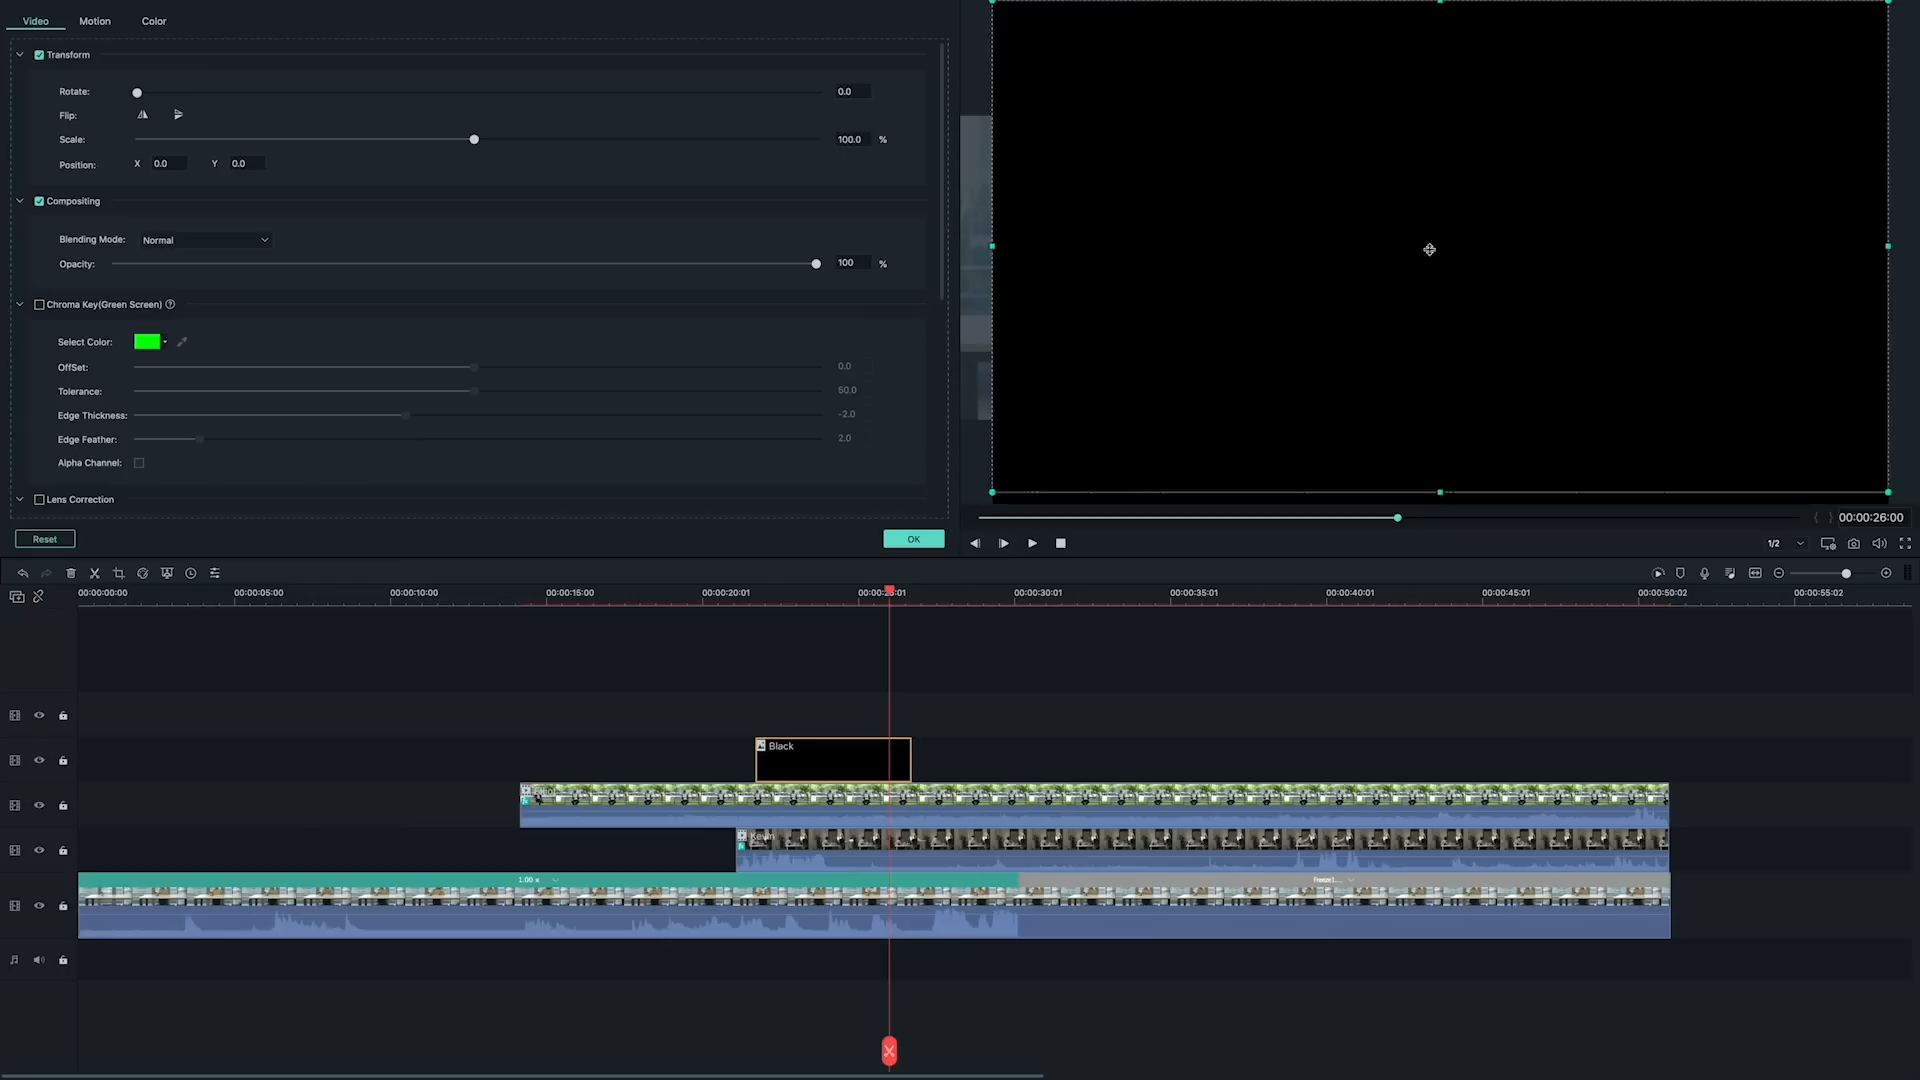 Video Motion Color
Transform
Rotate: 0.0
Flip:
Scale: 100.0 %
Position: X 0.0 Y 0.0
Compositing
Blending Mode: Normal
Opacity: 100 %
Chroma Key(Green Screen)
Select Color:
OffSet: 0.0
Tolerance: 50.0
Edge Thickness: -2.0
Edge Feather: 2.0
Alpha Channel:
Lens Correction
Reset OK
00:00:26:00
1/2
00:00:00:00 00:00:05:00 00:00:10:00 00:00:15:00 00:00:20:01 00:00:25:01 00:00:30:01 00:00:35:01 00:00:40:01 00:00:45:01 00:00:50:02 00:00:55:02
Black
Kevin
1.00 x